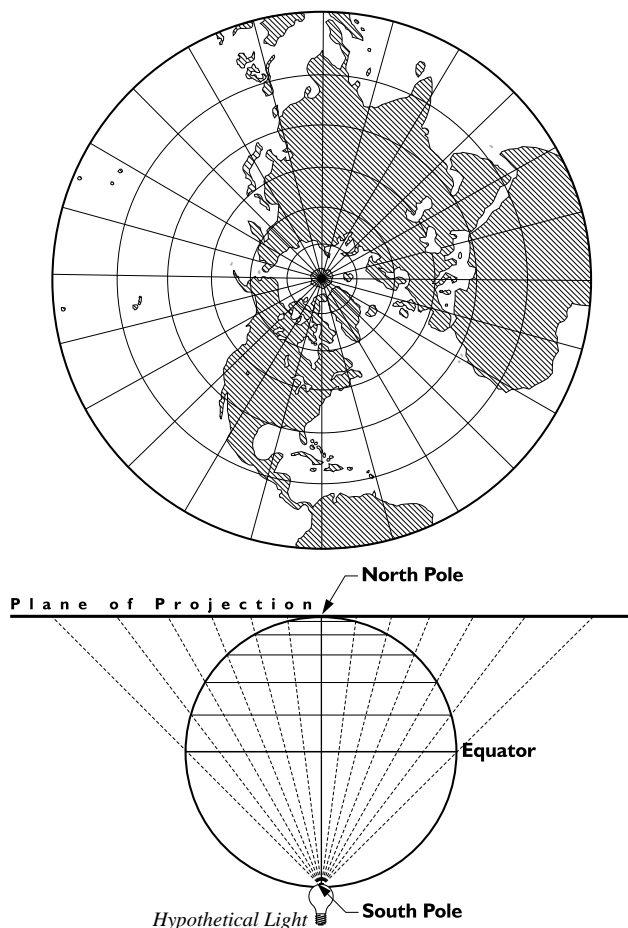 North Pole
Plane of Projection
Equator
South Pole
Hypothetical Light